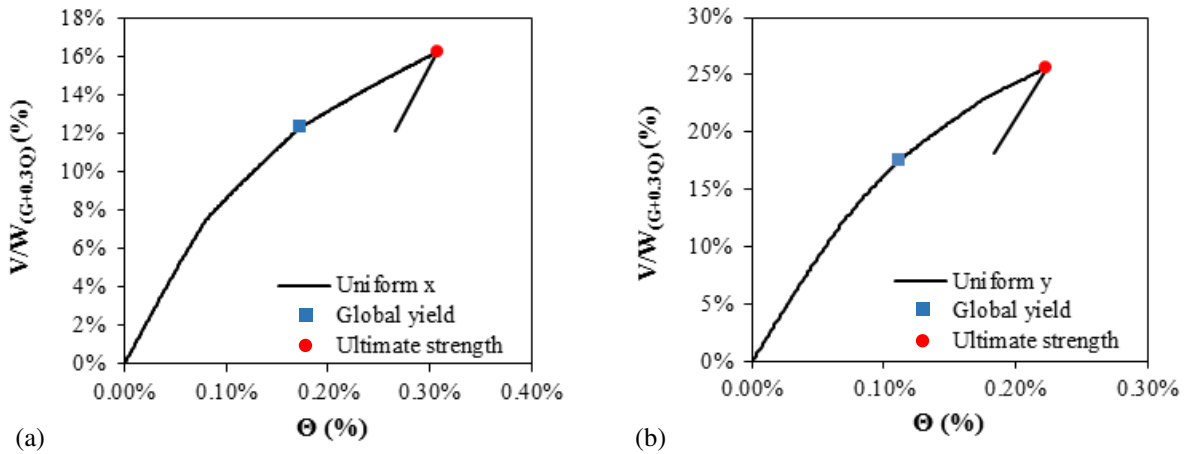 18%
16%
14%
12%
10%
8%
6%
4%
2%
0%
V/W(G+0.3Q) (%)
Uniform x
Global yield
Ultimate strength
0.00% 0.10% 0.20% 0.30% 0.40%
Θ (%)
(a)
30%
25%
20%
15%
10%
5%
0%
V/W(G+0.3Q) (%)
Uniform y
Global yield
Ultimate strength
0.00% 0.10% 0.20% 0.30%
Θ (%)
(b)